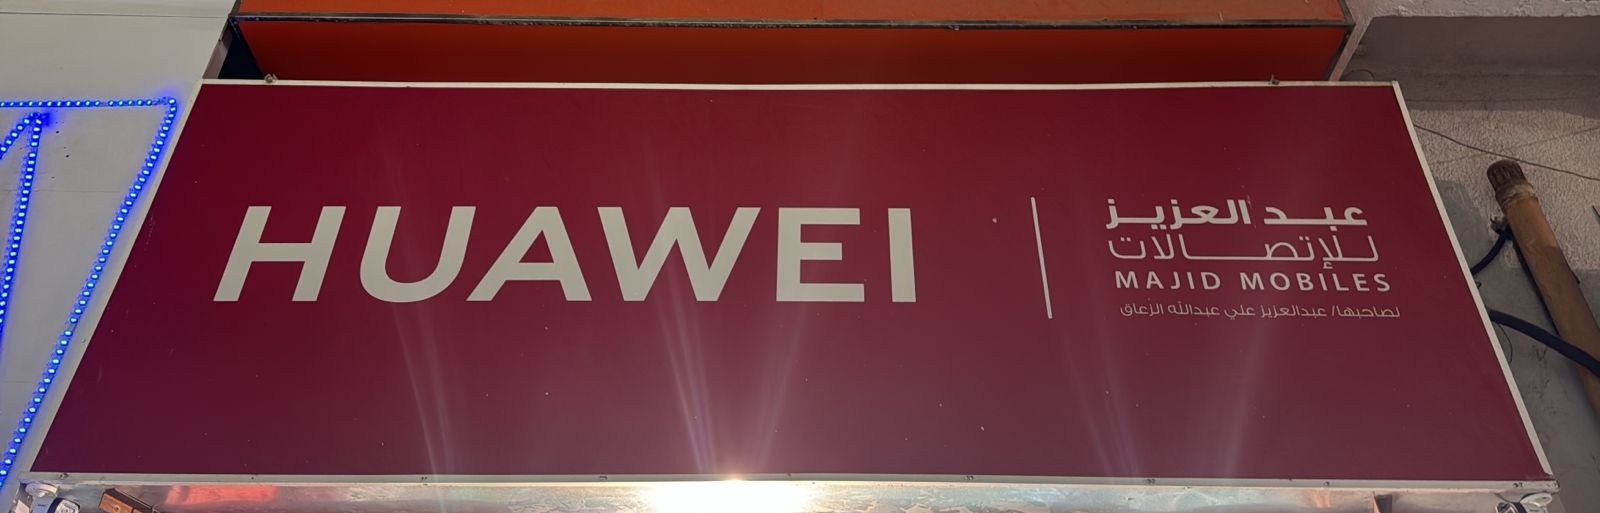 HUAWEI
عبد العزيز
للإتصالات
MAJID MOBILES
لصاحبها/ عبدالعزيز علي عبدالله الزعاق